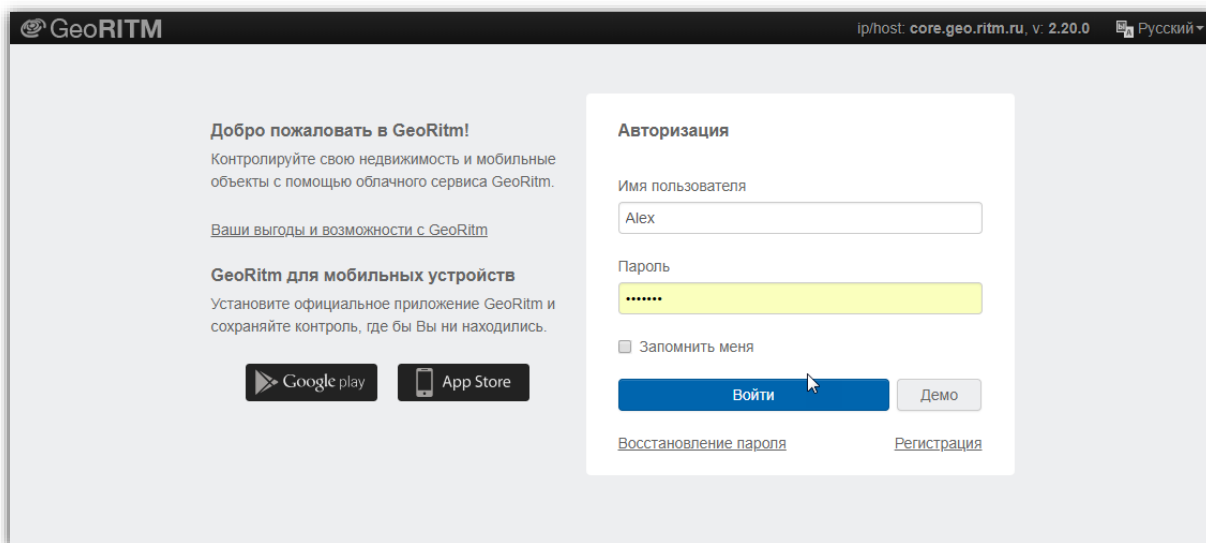 GeoRITM
ip/host: core.geo.ritm.ru, v: 2.20.0
Русский
Добро пожаловать в GeoRitm!
Контролируйте свою недвижимость и мобильные
объекты с помощью облачного сервиса GeoRitm.
Ваши выгоды и возможности с GeoRitm
GeoRitm для мобильных устройств
Установите официальное приложение GeoRitm и
сохраняйте контроль, где бы Вы ни находились.
Google play
App Store
Авторизация
Имя пользователя
Alex
Пароль
•••••••
Запомнить меня
Войти
Демо
Восстановление пароля
Регистрация